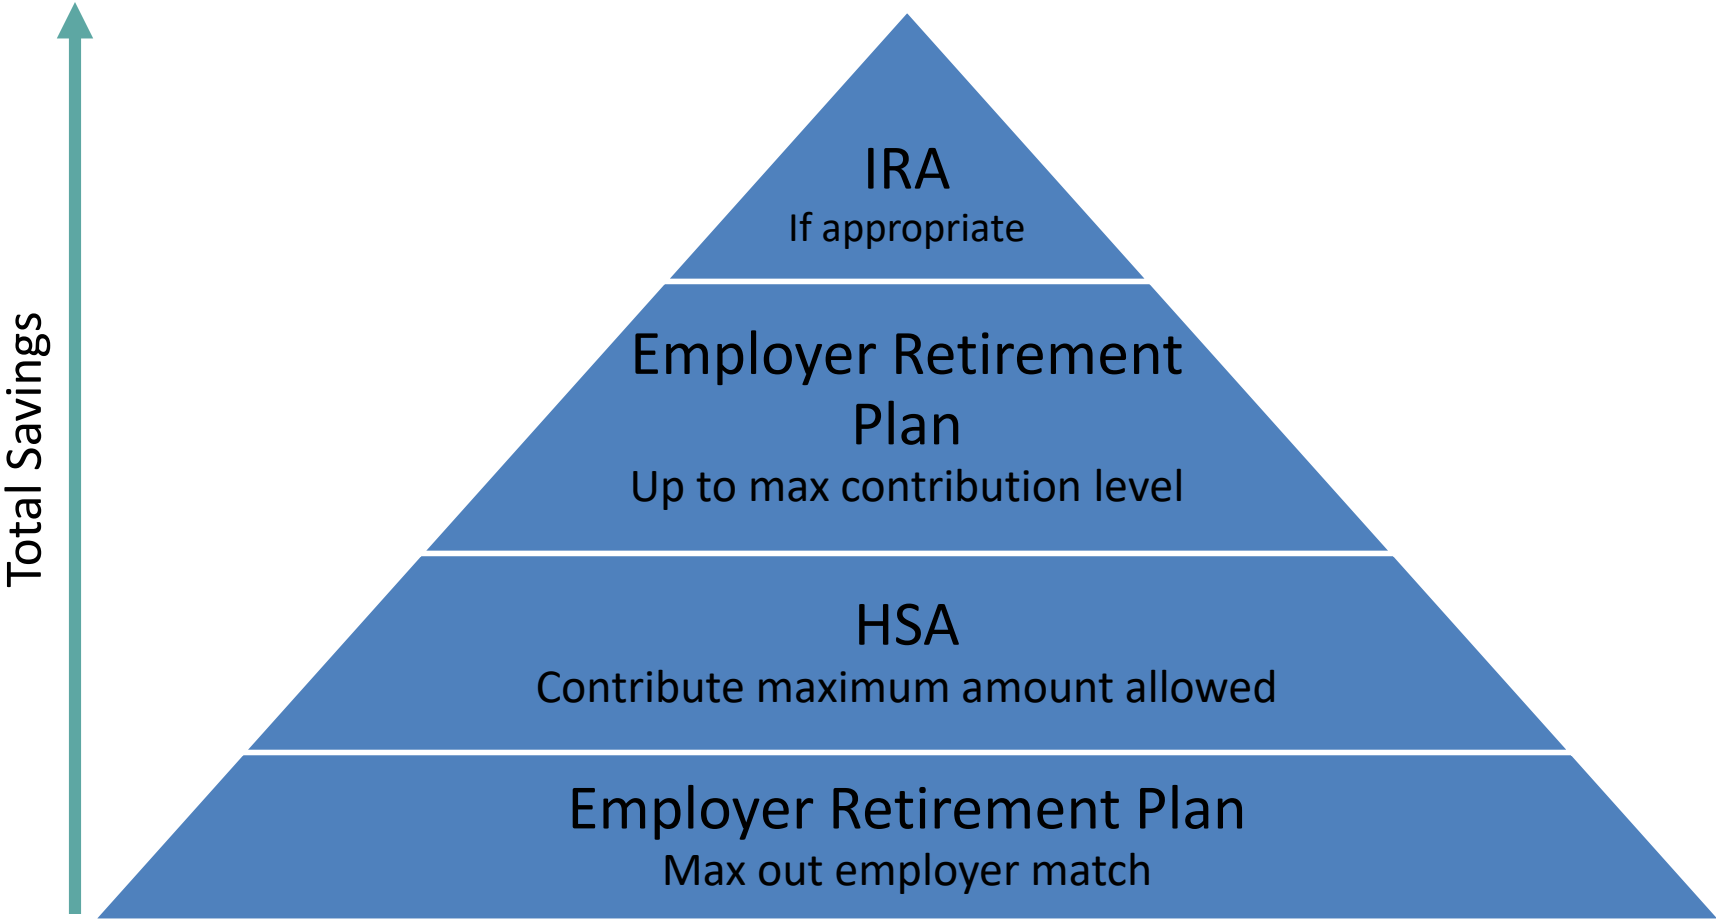 IRA
If appropriate
Employer Retirement
Plan
Up to max contribution level
HSA
Contribute maximum amount allowed
Employer Retirement Plan
Max out employer match
Total Savings